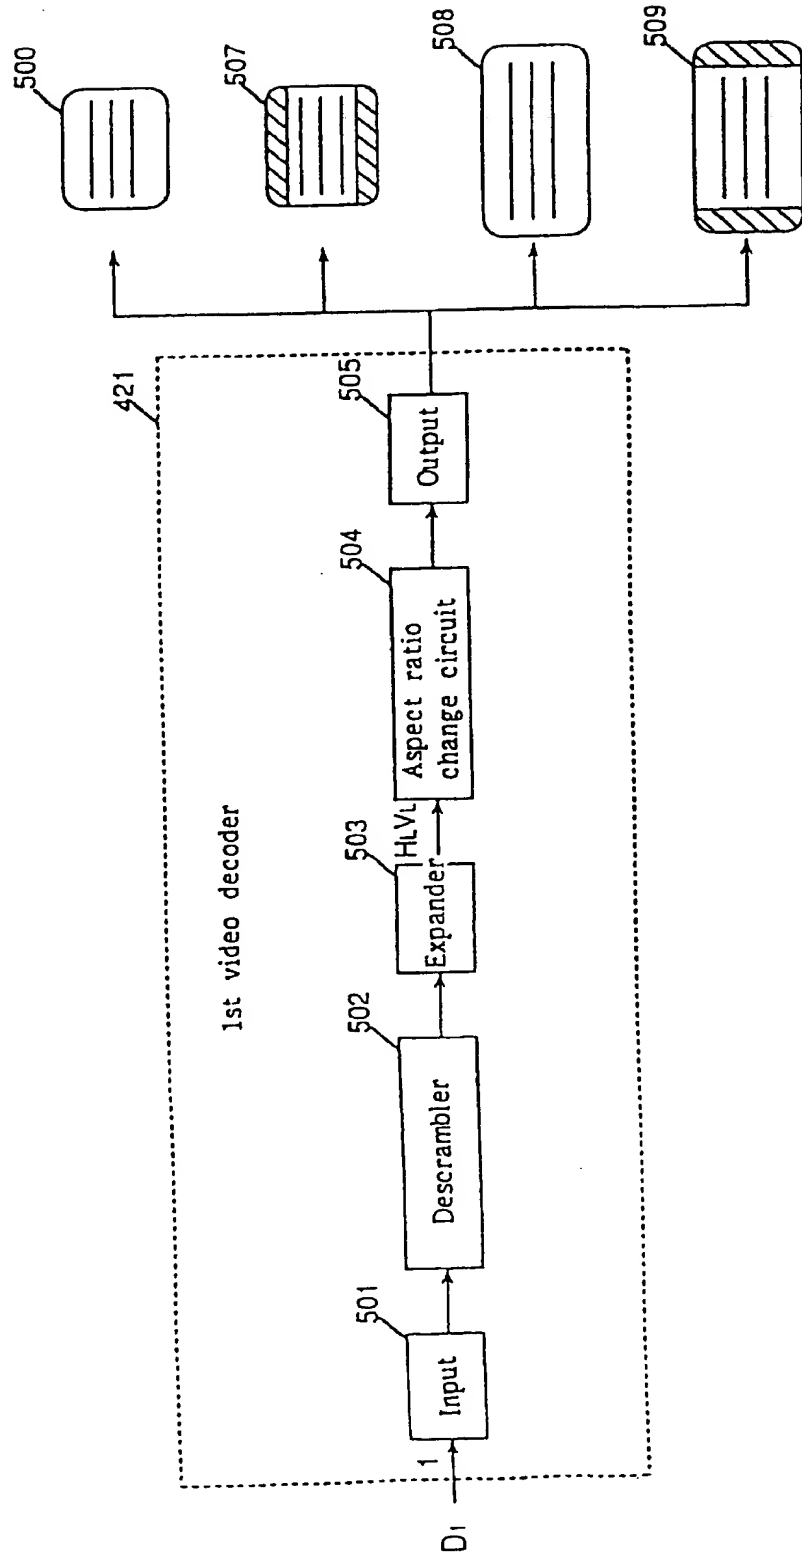 421
1st video decoder
D1
1
501
Input
502
Descrambler
503
Expander
HLVL
504
Aspect ratio
change circuit
505
Output
500
507
508
509